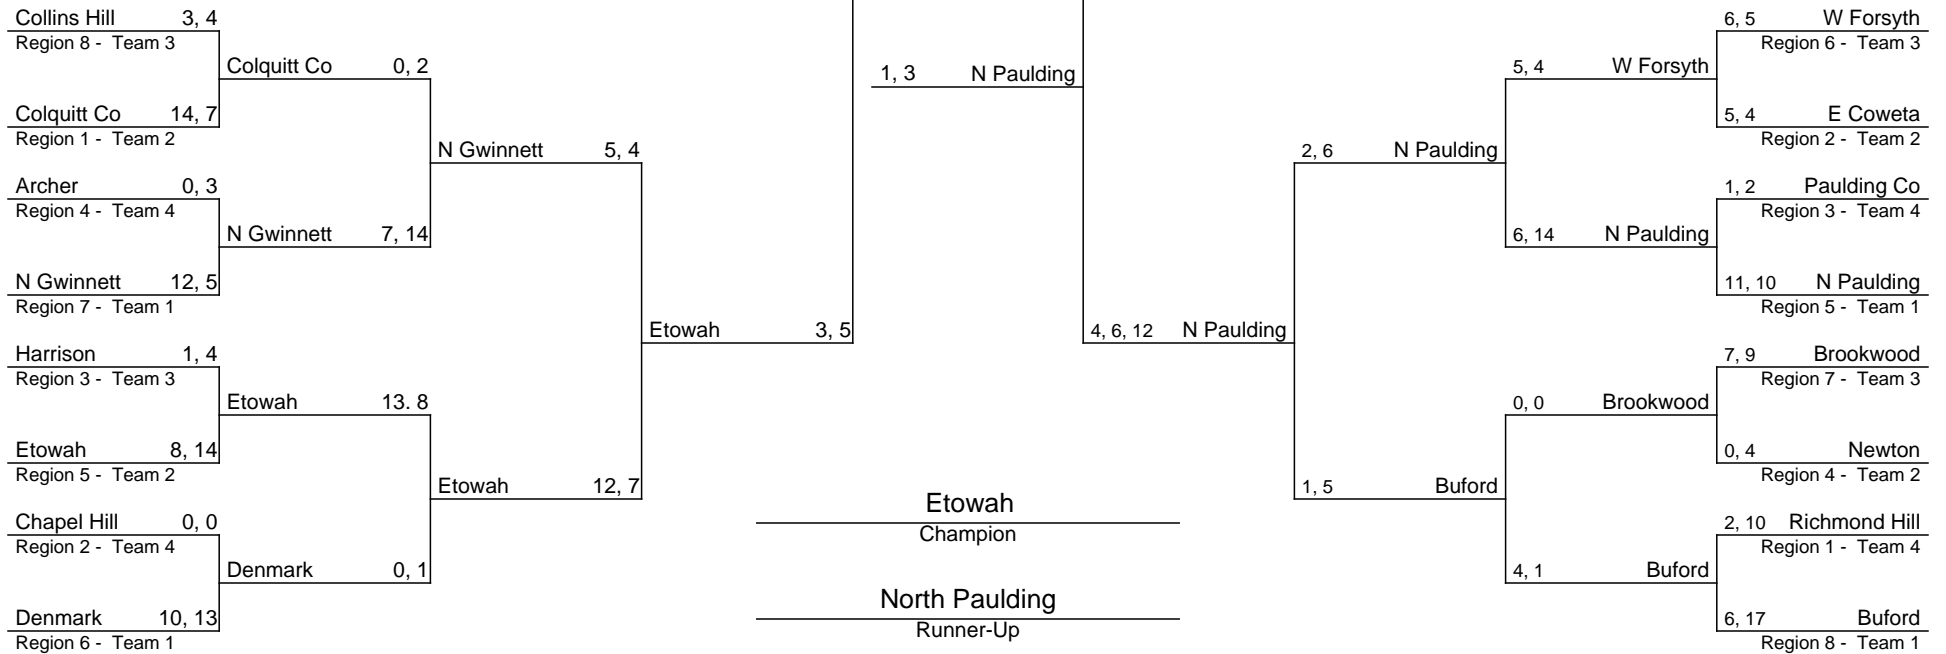 Collins Hill 3, 4
Region 8 - Team 3
Colquitt Co 0, 2
Colquitt Co 14, 7
Region 1 - Team 2
N Gwinnett 5, 4
Archer 0, 3
Region 4 - Team 4
N Gwinnett 7, 14
N Gwinnett 12, 5
Region 7 - Team 1
Etowah 3, 5
Harrison 1, 4
Region 3 - Team 3
Etowah 13. 8
Etowah 8, 14
Region 5 - Team 2
Etowah 12, 7
Chapel Hill 0, 0
Region 2 - Team 4
Denmark 0, 1
Denmark 10, 13
Region 6 - Team 1
1, 3 N Paulding
4, 6, 12 N Paulding
Etowah
Champion
North Paulding
Runner-Up
6, 5 W Forsyth
Region 6 - Team 3
5, 4 W Forsyth
5, 4 E Coweta
Region 2 - Team 2
2, 6 N Paulding
1, 2 Paulding Co
Region 3 - Team 4
6, 14 N Paulding
11, 10 N Paulding
Region 5 - Team 1
7, 9 Brookwood
Region 7 - Team 3
0, 0 Brookwood
0, 4 Newton
Region 4 - Team 2
1, 5 Buford
2, 10 Richmond Hill
Region 1 - Team 4
4, 1 Buford
6, 17 Buford
Region 8 - Team 1